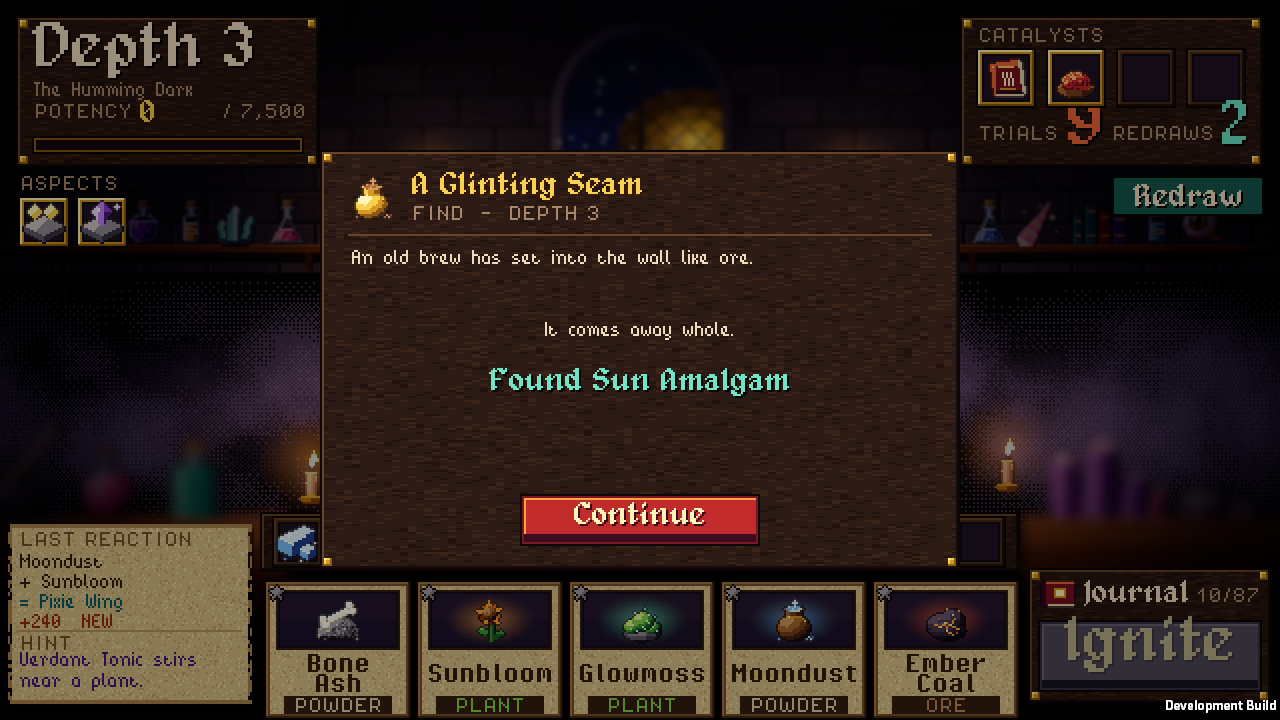 Depth 3
The Humming Dark
POTENCY 0 / 7,500
ASPECTS
CATALYSTS
TRIALS 9 REDRAWS 2
Redraw
A Glinting Seam
FIND - DEPTH 3
An old brew has set into the wall like ore.
It comes away whole.
Found Sun Amalgam
Continue
LAST REACTION
Moondust
+ Sunbloom
= Pixie Wing
+240 NEW
HINT
Verdant Tonic stirs
near a plant.
Bone
Ash
POWDER
Sunbloom
PLANT
Glowmoss
PLANT
Moondust
POWDER
Ember
Coal
ORE
Journal 10/87
Ignite
Development Build